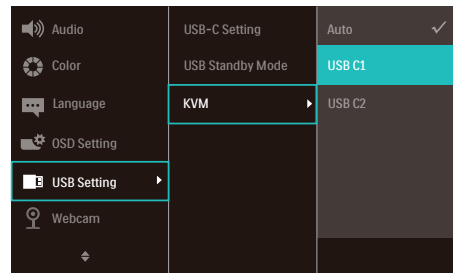 Audio
Color
Language
OSD Setting
USB Setting
Webcam
USB-C Setting
USB Standby Mode
KVM
Auto
USB C1
USB C2